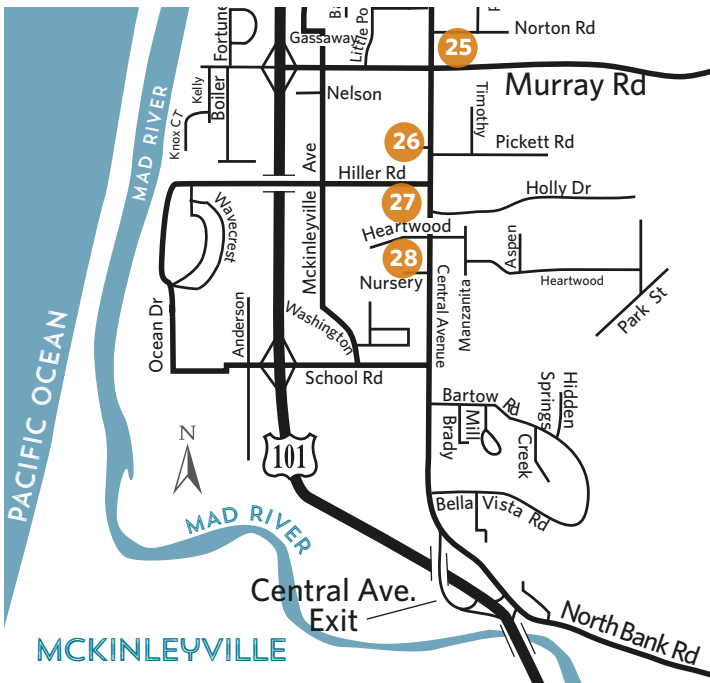 Fortune
Gassaway
Little Po
Norton Rd
25
Murray Rd
Kelly
Boiler
Knox CT
Nelson
Timothy
26
Pickett Rd
MAD RIVER
Mckinleyville Ave
Hiller Rd
Holly Dr
27
Wavecrest
Heartwood
28
Nursery
Aspen
Heartwood
Manzanita
Central Avenue
Park St
Ocean Dr
Anderson
Washington
School Rd
PACIFIC OCEAN
Bartow Rd
Hidden
Springs
Mill
Brady
Creek
N
101
Bella Vista Rd
MAD RIVER
Central Ave.
Exit
North Bank Rd
MCKINLEYVILLE